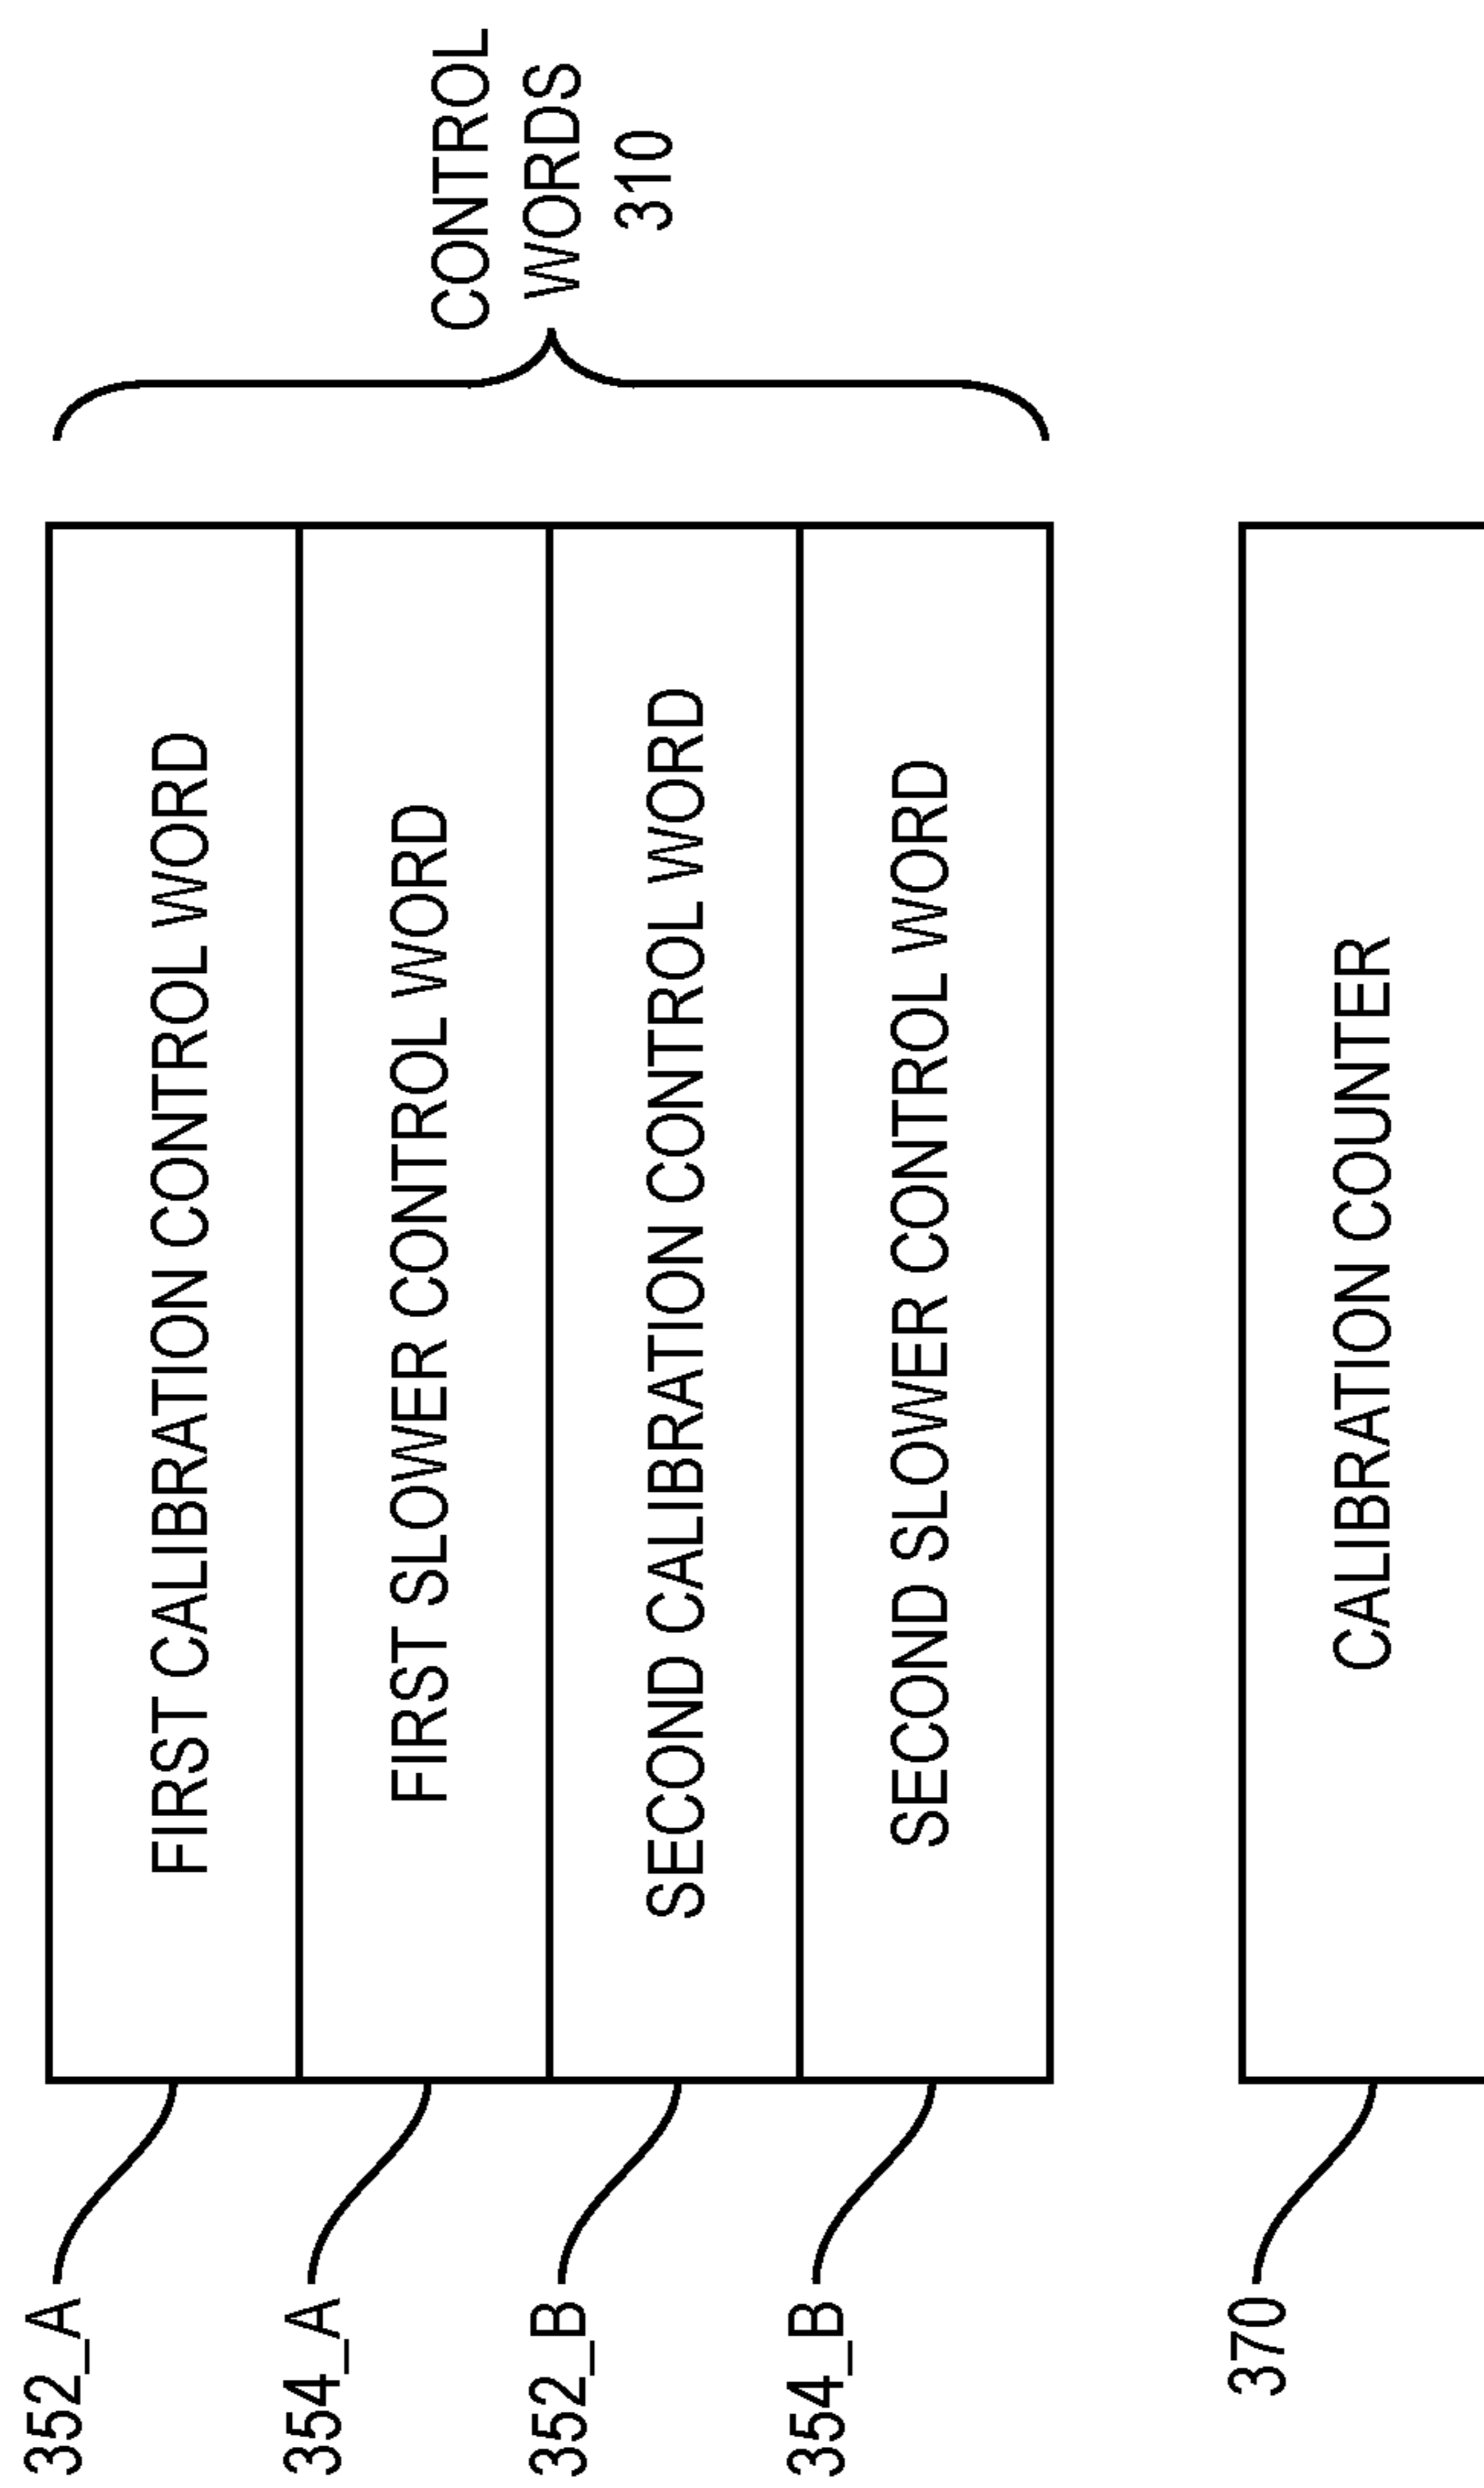 CONTROL
WORDS
310
352_A
FIRST CALIBRATION CONTROL WORD
354_A
FIRST SLOWER CONTROL WORD
352_B
SECOND CALIBRATION CONTROL WORD
354_B
SECOND SLOWER CONTROL WORD
370
CALIBRATION COUNTER